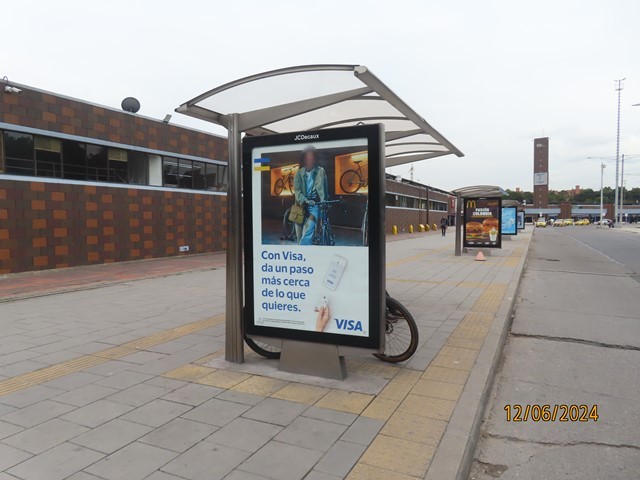 JCDecaux
Con Visa,
da un paso
más cerca
de lo que
quieres.
VISA
12/06/2024